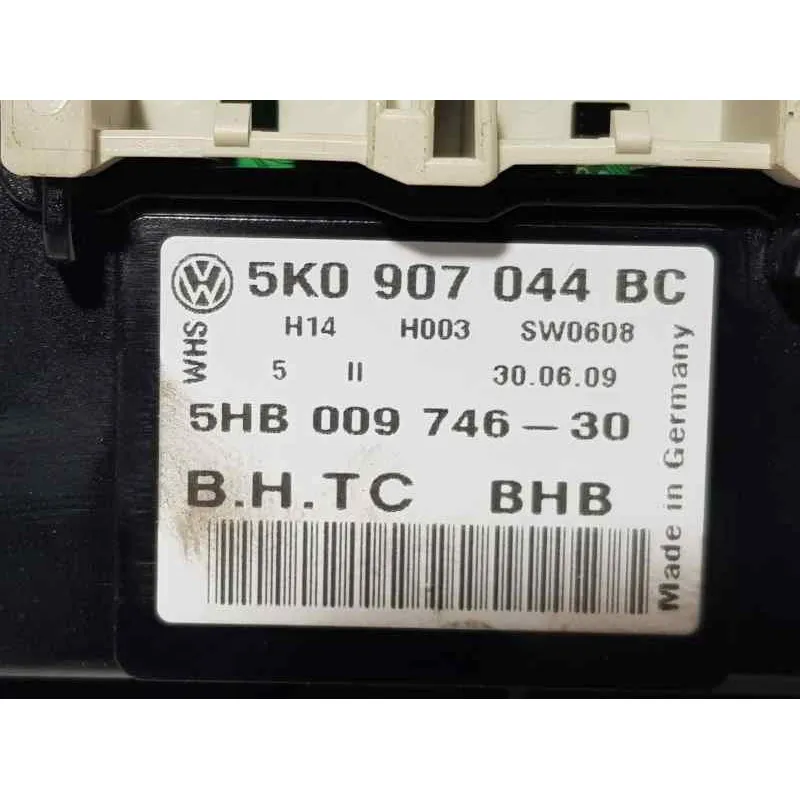 VW 5K0 907 044 BC
WHS
H14 H003 SW0608
5 II 30.06.09
5HB 009 746-30
B.H.TC BHB
Made in Germany